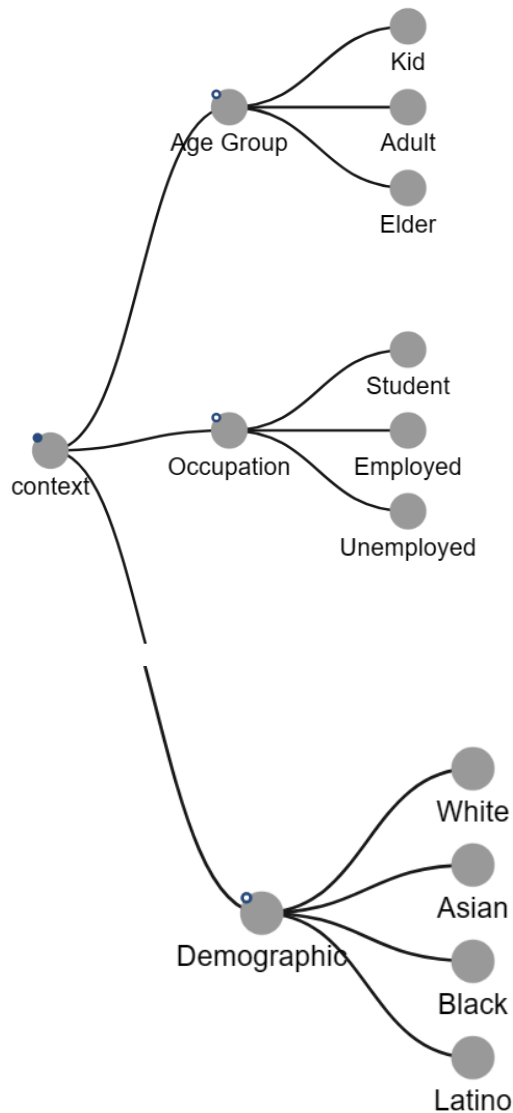 Kid
Age Group
Adult
Elder
Student
Occupation
Employed
context
Unemployed
White
Asian
Demographic
Black
Latino